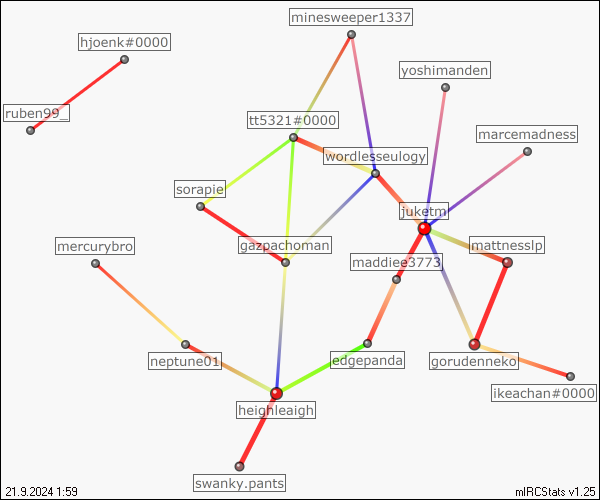 minesweeper1337
hjoenk#0000
yoshimanden
ruben99_
tt5321#0000
marcemadness
wordlesseulogy
sorapie
juketm
mercurybro
gazpachoman
mattnesslp
maddiee3773
neptune01
edgepanda
gorudenneko
ikeachan#0000
heighleaigh
swanky.pants
21.9.2024 1:59
mIRCStats v1.25